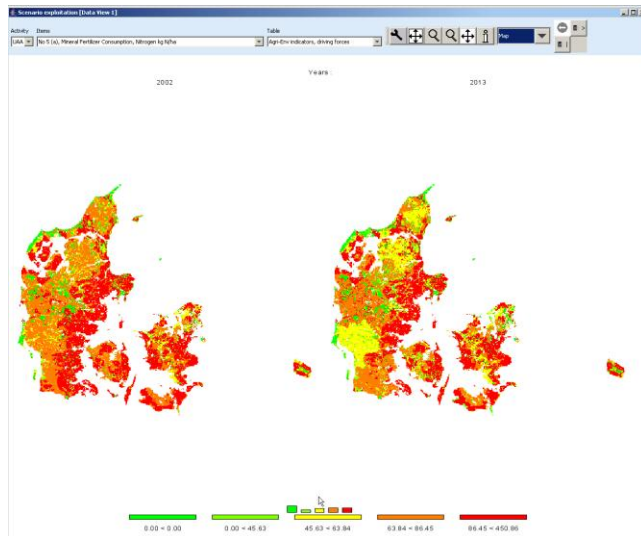 Scenario exploitation [Data View 1]
Activity Items Table
UAA No 5 (a), Mineral Fertilizer Consumption, Nitrogen kg N/ha Agri-Env indicators, driving forces Map
Years :
2002 2013
0.00 < 0.00 0.00 < 45.63 45.63 < 63.84 63.84 < 86.45 86.45 < 450.86